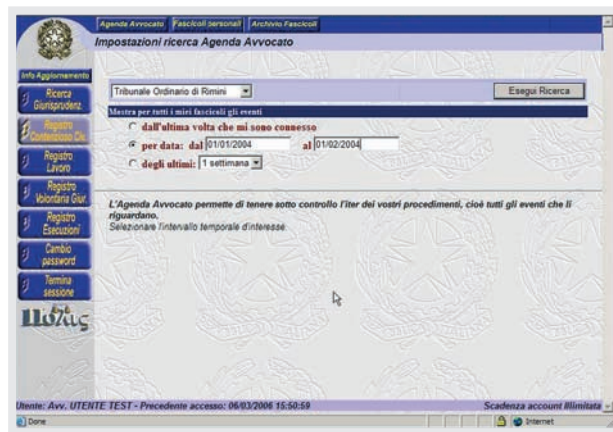 Agenda Avvocato Fascicoli personali Archivio Fascicoli
Impostazioni ricerca Agenda Avvocato
Info Aggiornamento
Ricerca
Giurisprudenz.
Registro
Contenzioso Civ.
Registro
Lavoro
Registro
Volontaria Giur.
Registro
Esecuzioni
Cambio
password
Termina
sessione
Πόλις
Tribunale Ordinario di Rimini
Esegui Ricerca
Mostra per tutti i miei fascicoli gli eventi
dall'ultima volta che mi sono connesso
per data: dal 01/01/2004 al 01/02/2004
degli ultimi: 1 settimana
L'Agenda Avvocato permette di tenere sotto controllo l'iter dei vostri procedimenti, cioè tutti gli eventi che li
riguardano.
Selezionare l'intervallo temporale d'interesse
Utente: Avv. UTENTE TEST - Precedente accesso: 06/03/2006 15:50:59 Scadenza account Illimitata
Done Internet